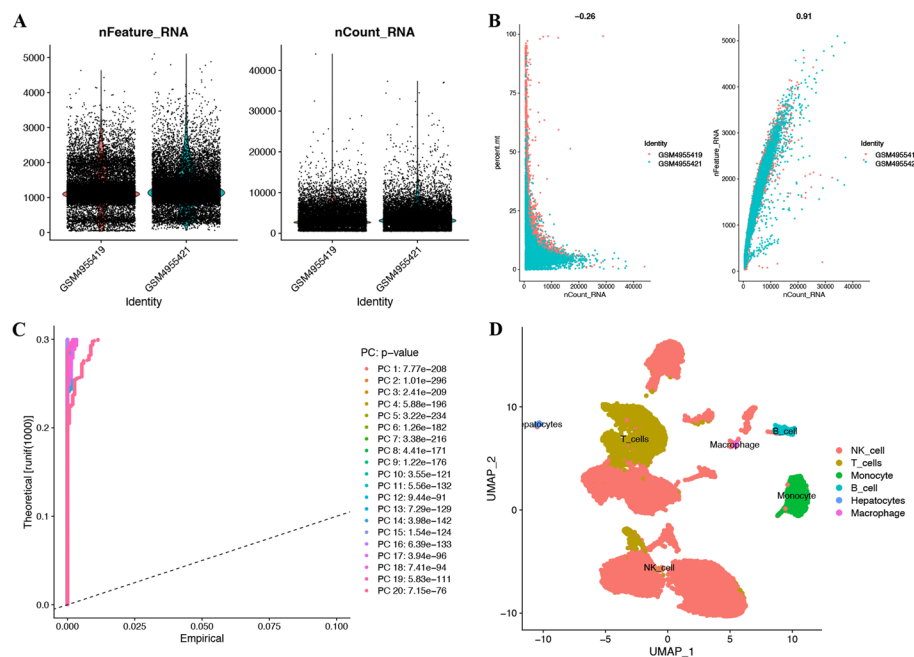 A
nFeature_RNA
nCount_RNA
5000
4000
3000
2000
1000
0
40000
30000
20000
10000
0
GSM4955419
GSM4955421
GSM4955419
GSM4955421
Identity
Identity
B
−0.26
0.91
100
75
50
25
0
percent.mt
0
10000
20000
30000
40000
nCount_RNA
Identity
GSM4955419
GSM4955421
5000
4000
3000
2000
1000
0
nFeature_RNA
0
10000
20000
30000
40000
nCount_RNA
Identity
GSM495541
GSM495542
C
0.3
0.2
0.1
0.0
Theoretical [runif(1000)]
0.000
0.025
0.050
0.075
0.100
Empirical
PC: p−value
PC 1: 7.77e−208
PC 2: 1.01e−296
PC 3: 2.41e−209
PC 4: 5.88e−196
PC 5: 3.22e−234
PC 6: 1.26e−182
PC 7: 3.38e−216
PC 8: 4.41e−171
PC 9: 1.22e−176
PC 10: 3.55e−121
PC 11: 5.56e−132
PC 12: 9.44e−91
PC 13: 7.29e−129
PC 14: 3.98e−142
PC 15: 1.54e−124
PC 16: 6.39e−133
PC 17: 3.94e−96
PC 18: 7.41e−94
PC 19: 5.83e−111
PC 20: 7.15e−76
D
10
0
−10
UMAP_2
−10
−5
0
5
10
UMAP_1
epatocytes
T_cells
Macrophage
B_cell
Monocyte
NK_cell
NK_cell
T_cells
Monocyte
B_cell
Hepatocytes
Macrophage